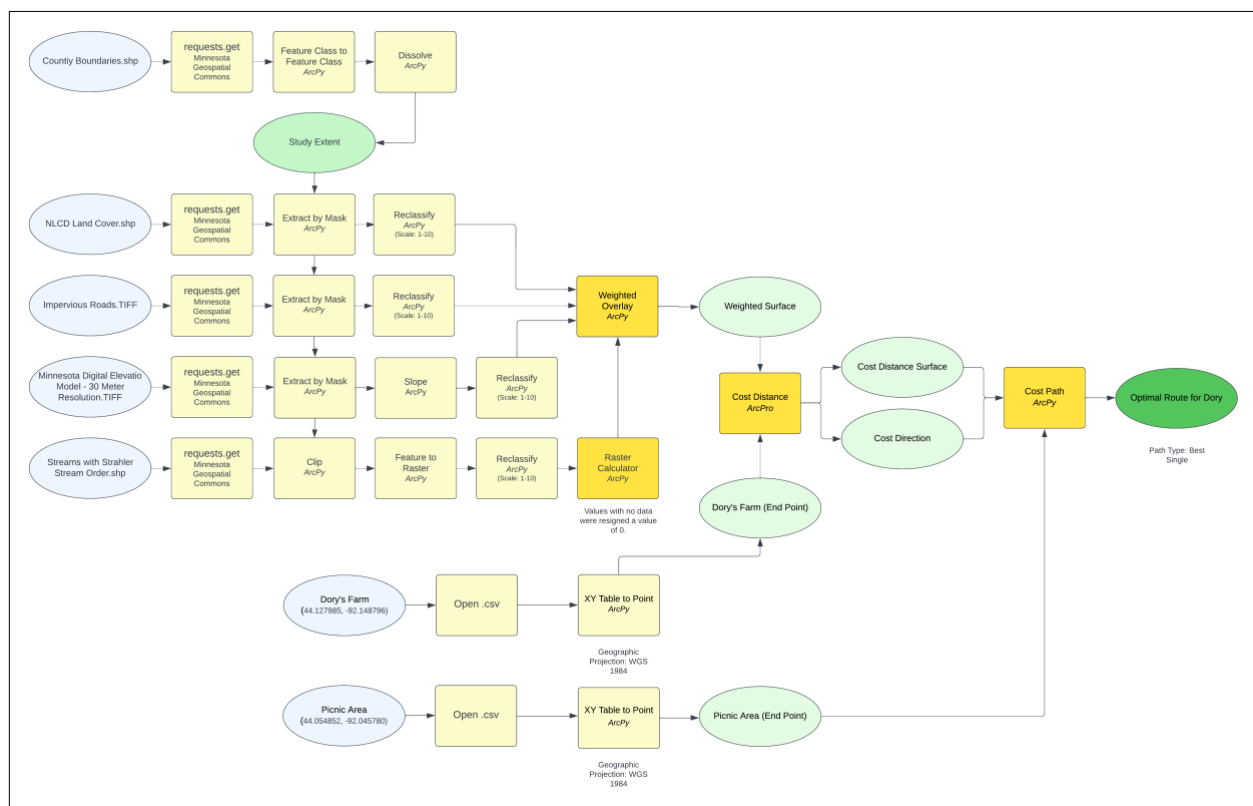 Countiy Boundaries.shp
requests.get
Minnesota
Geospatial
Commons
Feature Class to
Feature Class
ArcPy
Dissolve
ArcPy
Study Extent
NLCD Land Cover.shp
requests.get
Minnesota
Geospatial
Commons
Extract by Mask
ArcPy
Reclassify
ArcPy
(Scale: 1-10)
Impervious Roads.TIFF
requests.get
Minnesota
Geospatial
Commons
Extract by Mask
ArcPy
Reclassify
ArcPy
(Scale: 1-10)
Weighted
Overlay
ArcPy
Weighted Surface
Minnesota Digital Elevatio
Model - 30 Meter
Resolution.TIFF
requests.get
Minnesota
Geospatial
Commons
Extract by Mask
ArcPy
Slope
ArcPy
Reclassify
ArcPy
(Scale: 1-10)
Cost Distance
ArcPro
Cost Distance Surface
Cost Direction
Cost Path
ArcPy
Optimal Route for Dory
Path Type: Best
Single
Streams with Strahler
Stream Order.shp
requests.get
Minnesota
Geospatial
Commons
Clip
ArcPy
Feature to
Raster
ArcPy
Reclassify
ArcPy
(Scale: 1-10)
Raster
Calculator
ArcPy
Values with no data
were resigned a value
of 0.
Dory's Farm (End Point)
Dory's Farm
(44.127985, -92.148796)
Open .csv
XY Table to Point
ArcPy
Geographic
Projection: WGS
1984
Picnic Area
(44.054852, -92.045780)
Open .csv
XY Table to Point
ArcPy
Geographic
Projection: WGS
1984
Picnic Area (End Point)